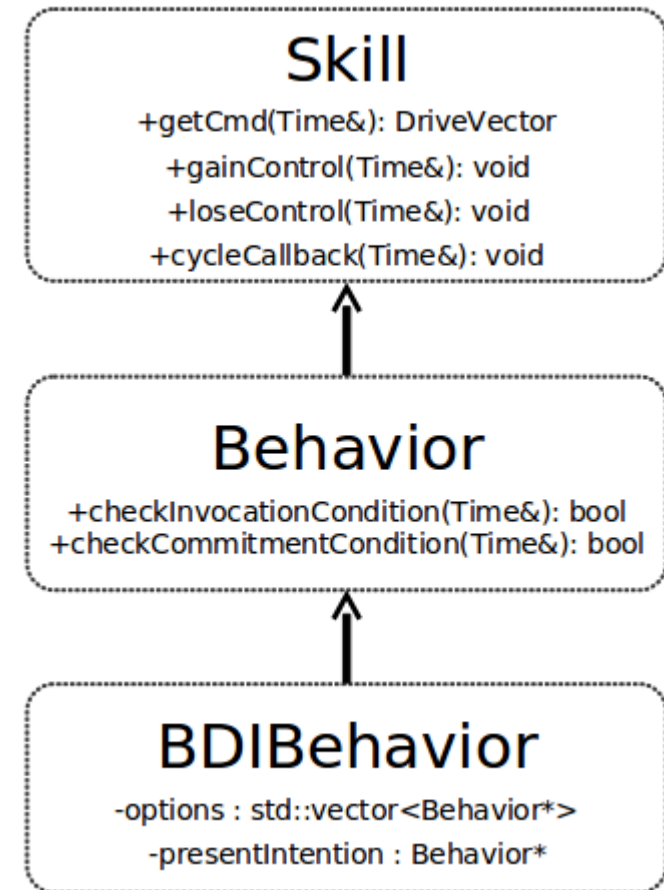 Skill
+getCmd(Time&): DriveVector
+gainControl(Time&): void
+loseControl(Time&): void
+cycleCallback(Time&): void
Behavior
+checkInvocationCondition(Time&): bool
+checkCommitmentCondition(Time&): bool
BDIBehavior
-options : std::vector<Behavior*>
-presentIntention : Behavior*